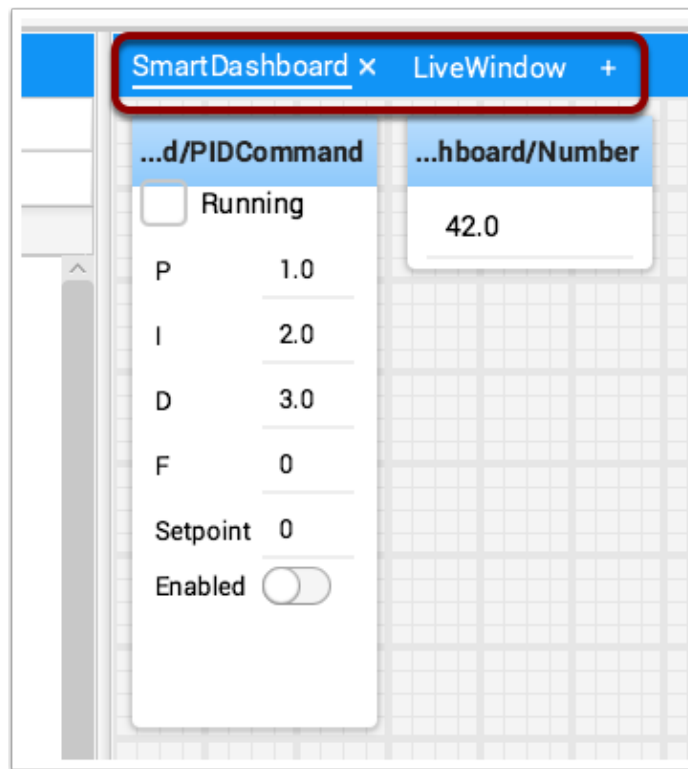 SmartDashboard × LiveWindow +
...d/PIDCommand ...hboard/Number
Running
42.0
P 1.0
I 2.0
D 3.0
F 0
Setpoint 0
Enabled